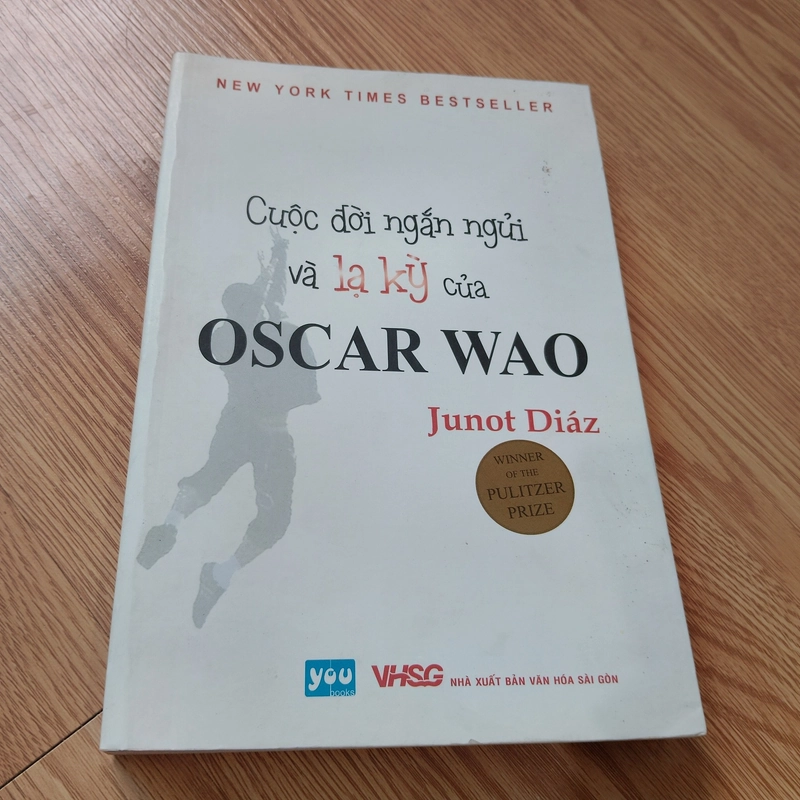 NEW YORK TIMES BESTSELLER
Cuộc đời ngắn ngủi
và lạ kỳ của
OSCAR WAO
Junot Diáz
WINNER
OF THE
PULITZER
PRIZE
you
books
VHSG NHÀ XUẤT BẢN VĂN HÓA SÀI GÒN